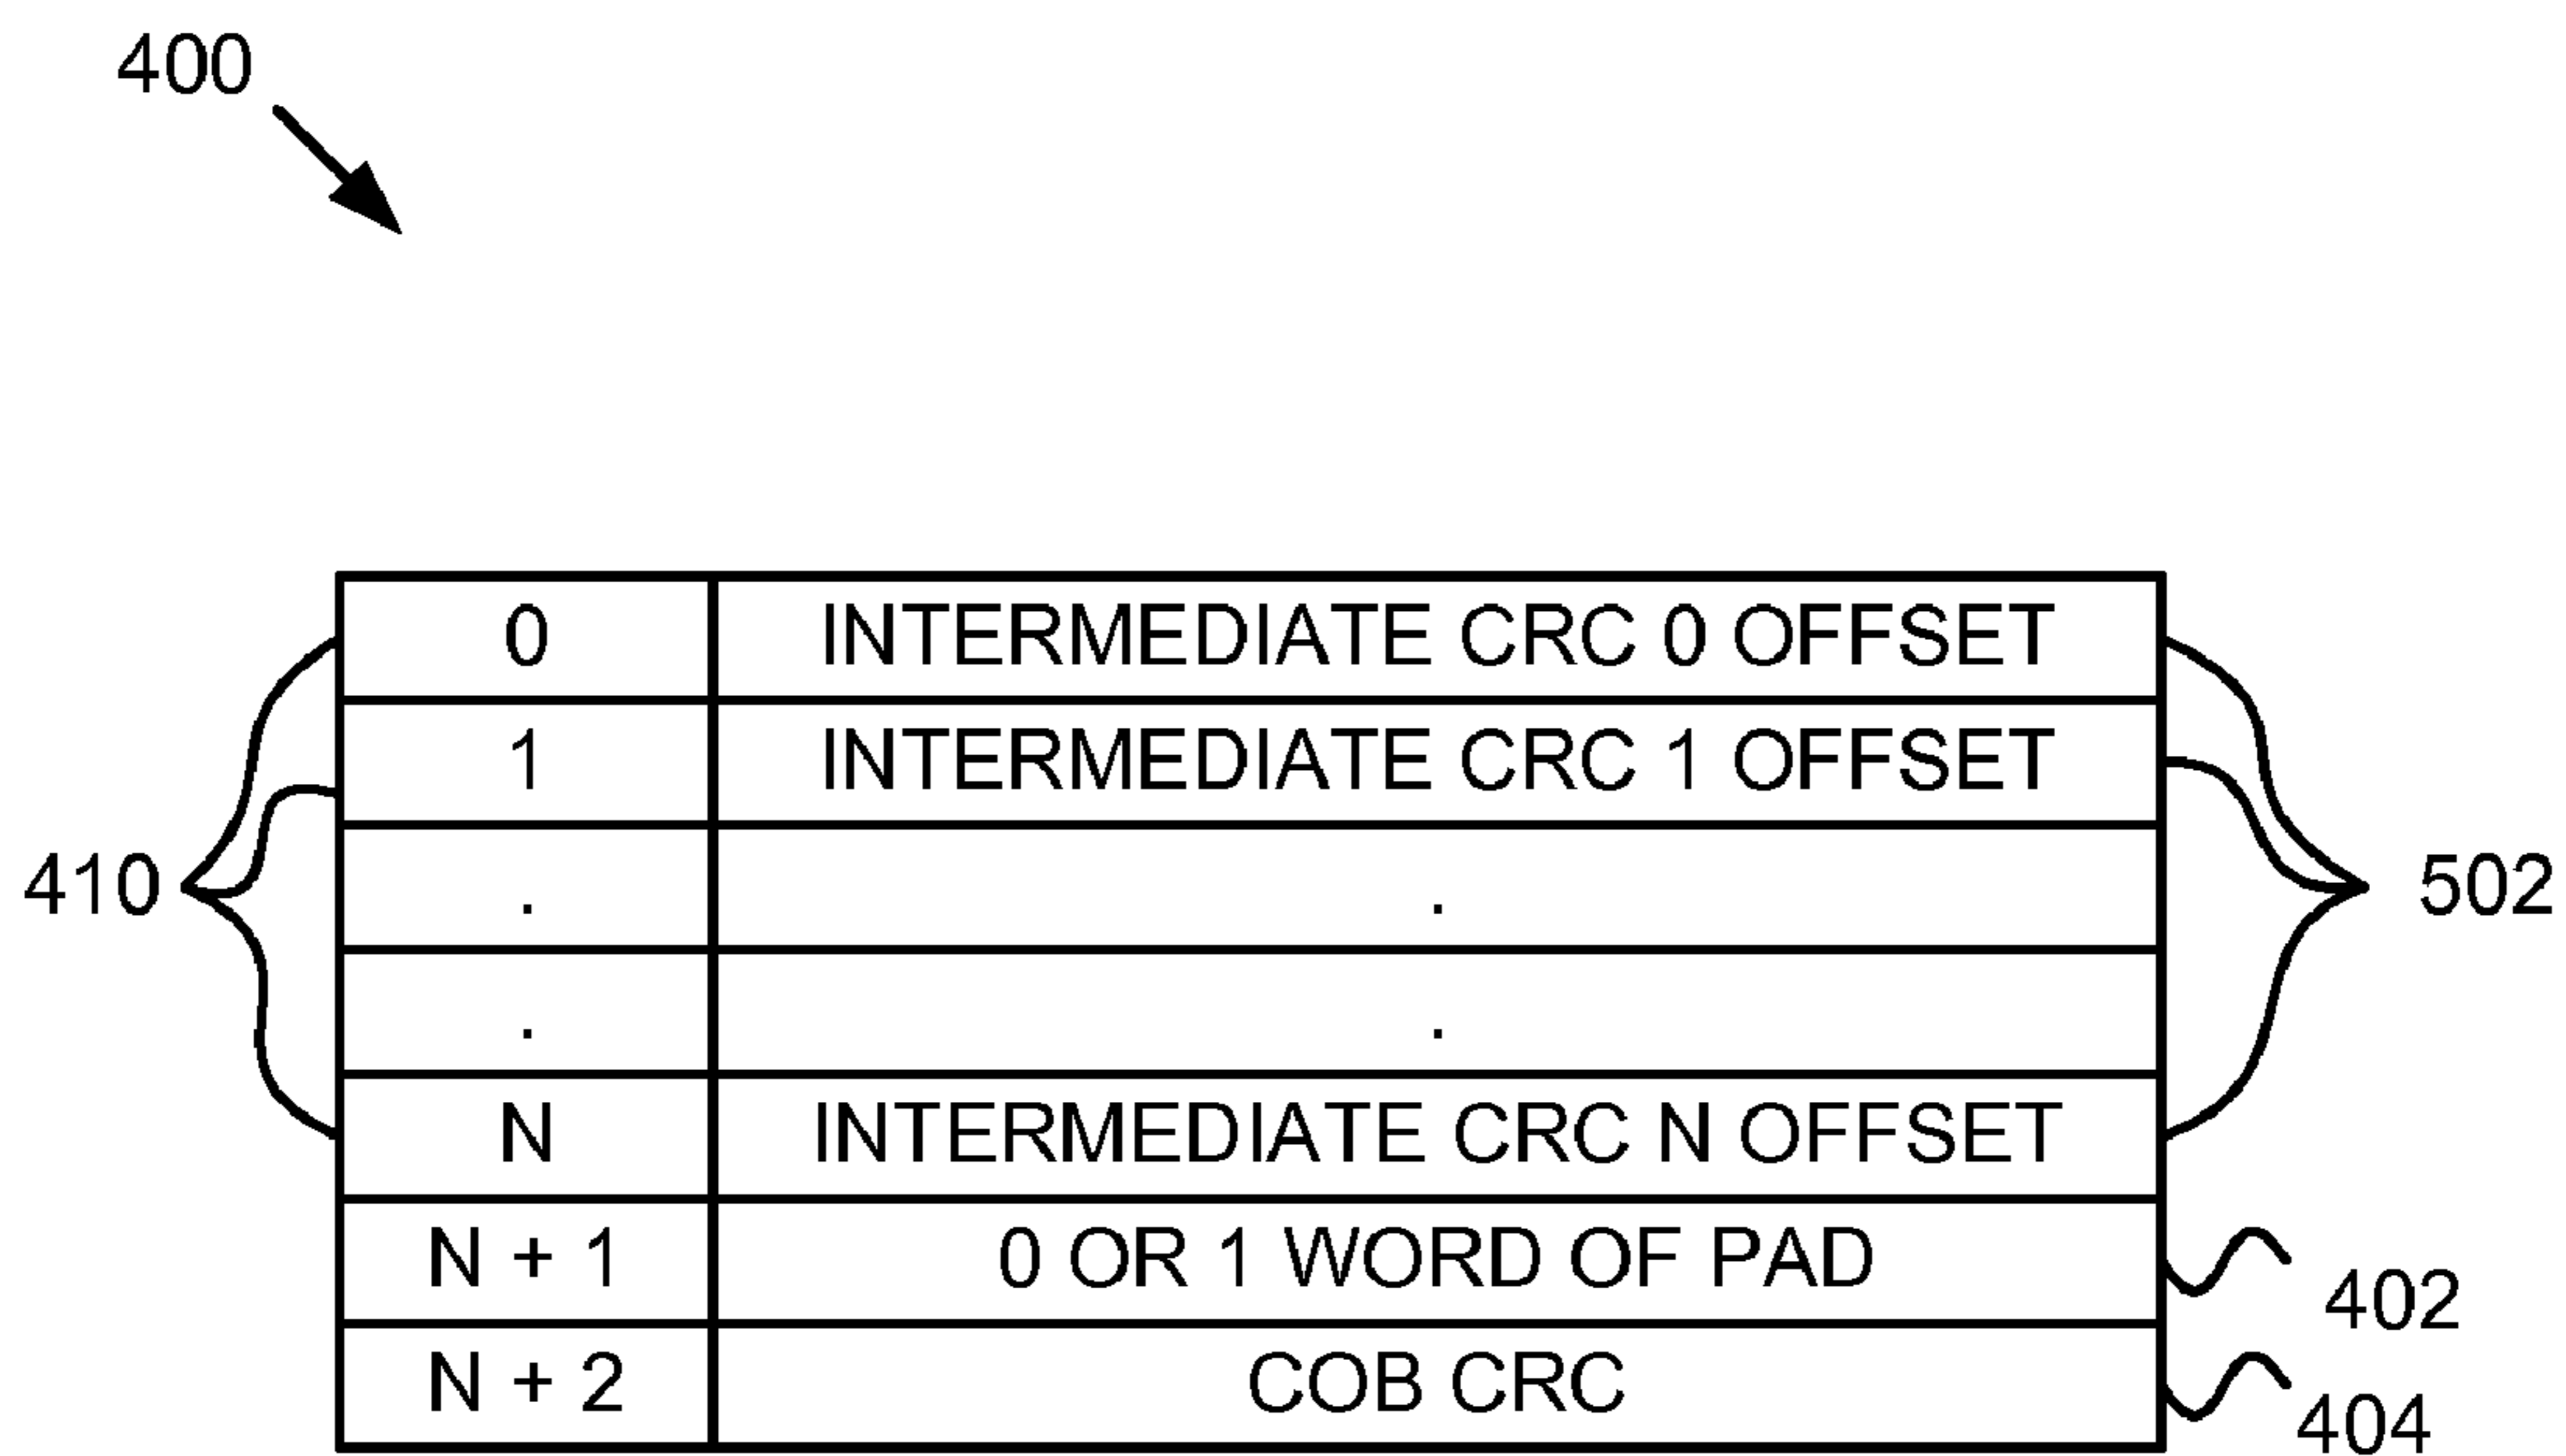 400
0 INTERMEDIATE CRC 0 OFFSET
1 INTERMEDIATE CRC 1 OFFSET
410 . . 502
. .
N INTERMEDIATE CRC N OFFSET
N + 1 0 OR 1 WORD OF PAD 402
N + 2 COB CRC 404